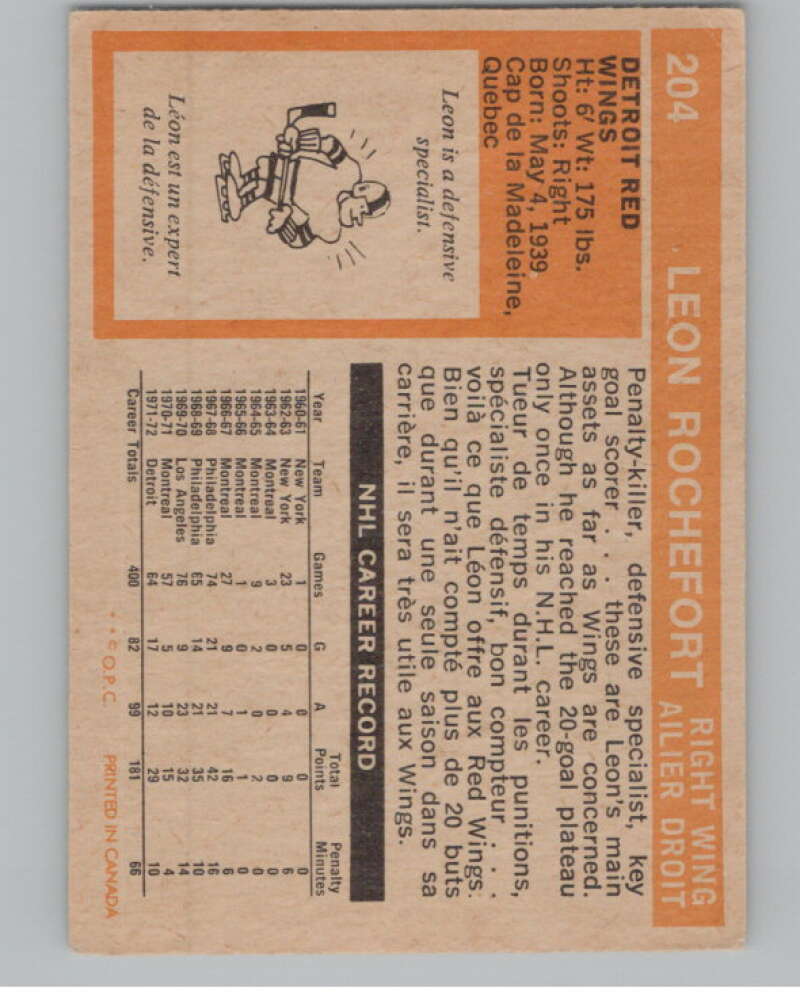 204 LEON ROCHEFORT RIGHT WING
AILIER DROIT
DETROIT RED
WINGS
Ht: 6' Wt: 175 lbs.
Shoots: Right
Born: May 4, 1939
Cap de la Madeleine,
Quebec
Leon is a defensive
specialist.
Léon est un expert
de la défensive.
Penalty-killer, defensive specialist, key
goal scorer . . . these are Leon's main
assets as far as Wings are concerned.
Although he reached the 20-goal plateau
only once in his N.H.L. career.
Tueur de temps durant les punitions,
spécialiste défensif, bon compteur . . .
voilà ce que Léon offre aux Red Wings.
Bien qu'il n'ait compté plus de 20 buts
que durant une seule saison dans sa
carrière, il sera très utile aux Wings.
NHL CAREER RECORD
Year Team Games G A Total Points Penalty Minutes
1960-61 New York 1 0 0 0 0
1962-63 New York 23 5 4 9 6
1963-64 Montreal 3 0 0 0 0
1964-65 Montreal 9 2 0 2 0
1965-66 Montreal 1 0 1 1 0
1966-67 Montreal 27 9 7 16 6
1967-68 Philadelphia 74 21 21 42 16
1968-69 Philadelphia 65 14 21 35 10
1969-70 Los Angeles 76 9 23 32 14
1970-71 Montreal 57 5 10 15 4
1971-72 Detroit 64 17 12 29 10
Career Totals 400 82 99 181 66
* * © O.P.C. PRINTED IN CANADA